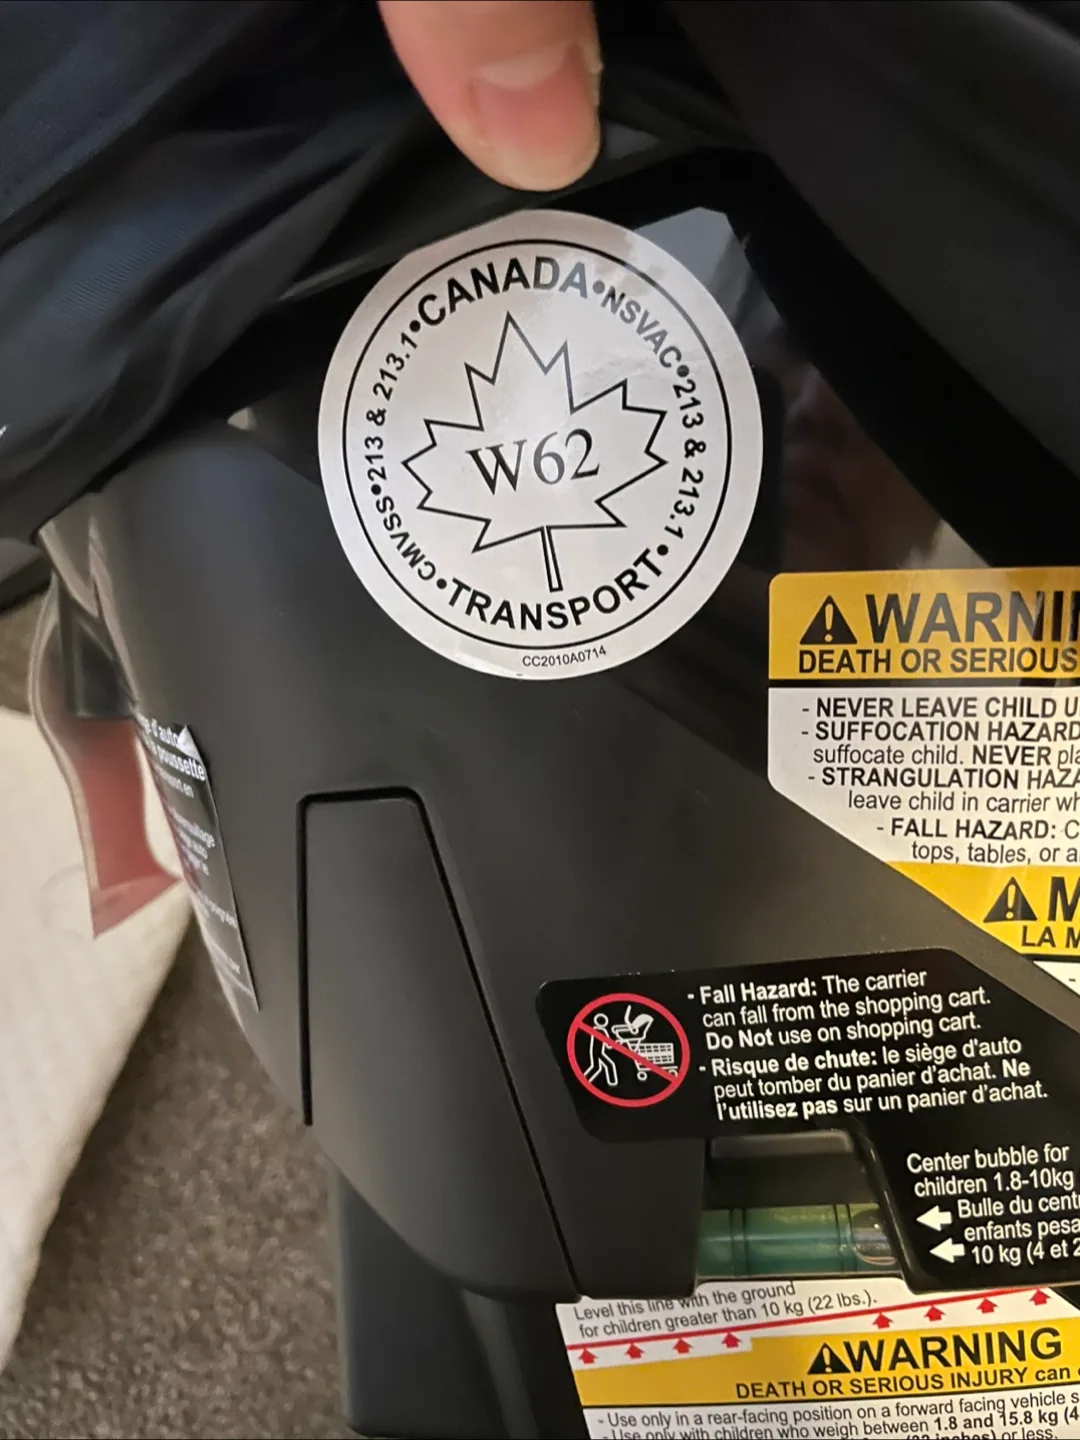 CMVSS•213 & 213.1•CANADA•NSVAC•213 & 213.1•
•TRANSPORT•
W62
CC2010A0714
WARNI
DEATH OR SERIOUS
- NEVER LEAVE CHILD U
- SUFFOCATION HAZARD
suffocate child. NEVER pla
- STRANGULATION HAZA
leave child in carrier wh
- FALL HAZARD: C
tops, tables, or a
M
LA M
d'auto
poussette
- Fall Hazard: The carrier
can fall from the shopping cart.
Do Not use on shopping cart.
- Risque de chute: le siège d'auto
peut tomber du panier d'achat. Ne
l'utilisez pas sur un panier d'achat.
Center bubble for
children 1.8-10kg
Bulle du cent
enfants pesa
10 kg (4 et 2
Level this line with the ground
for children greater than 10 kg (22 lbs.).
WARNING
DEATH OR SERIOUS INJURY can
- Use only in a rear-facing position on a forward facing vehicle s
- Use only with children who weigh between 1.8 and 15.8 kg (4
or less.